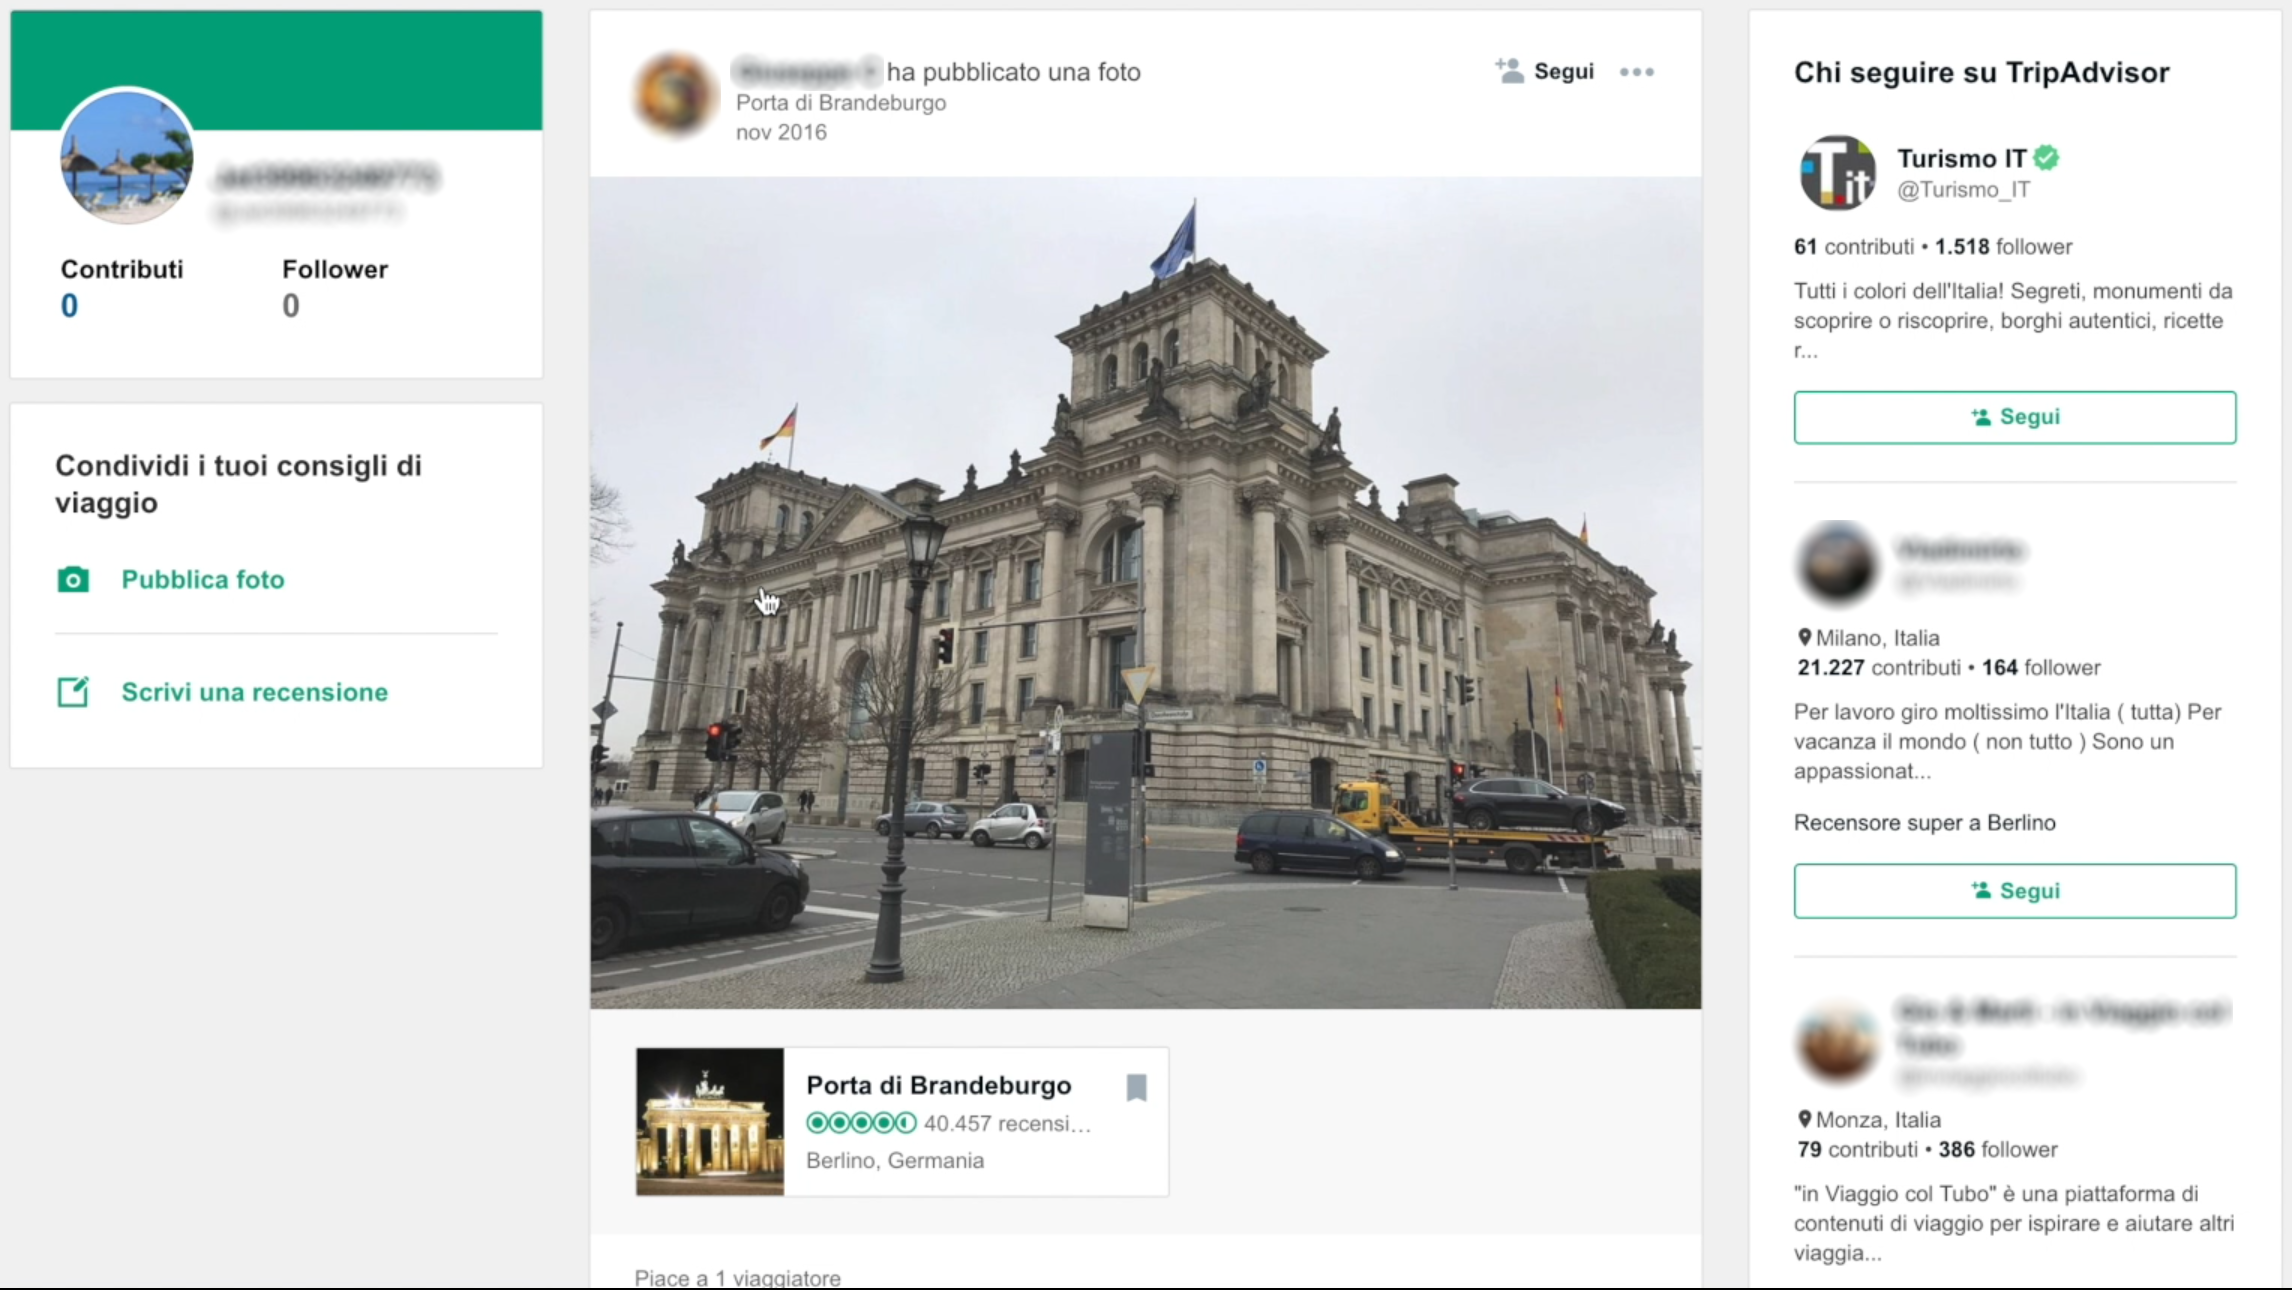 Contributi
0
Follower
0
Condividi i tuoi consigli di
viaggio
Pubblica foto
Scrivi una recensione
ha pubblicato una foto
Porta di Brandeburgo
nov 2016
Segui
Porta di Brandeburgo
40.457 recensi...
Berlino, Germania
Piace a 1 viaggiatore
Chi seguire su TripAdvisor
T.it
Turismo IT
@Turismo_IT
61 contributi • 1.518 follower
Tutti i colori dell'Italia! Segreti, monumenti da
scoprire o riscoprire, borghi autentici, ricette
r...
Segui
Milano, Italia
21.227 contributi • 164 follower
Per lavoro giro moltissimo l'Italia ( tutta) Per
vacanza il mondo ( non tutto ) Sono un
appassionat...
Recensore super a Berlino
Segui
Monza, Italia
79 contributi • 386 follower
"in Viaggio col Tubo" è una piattaforma di
contenuti di viaggio per ispirare e aiutare altri
viaggia...